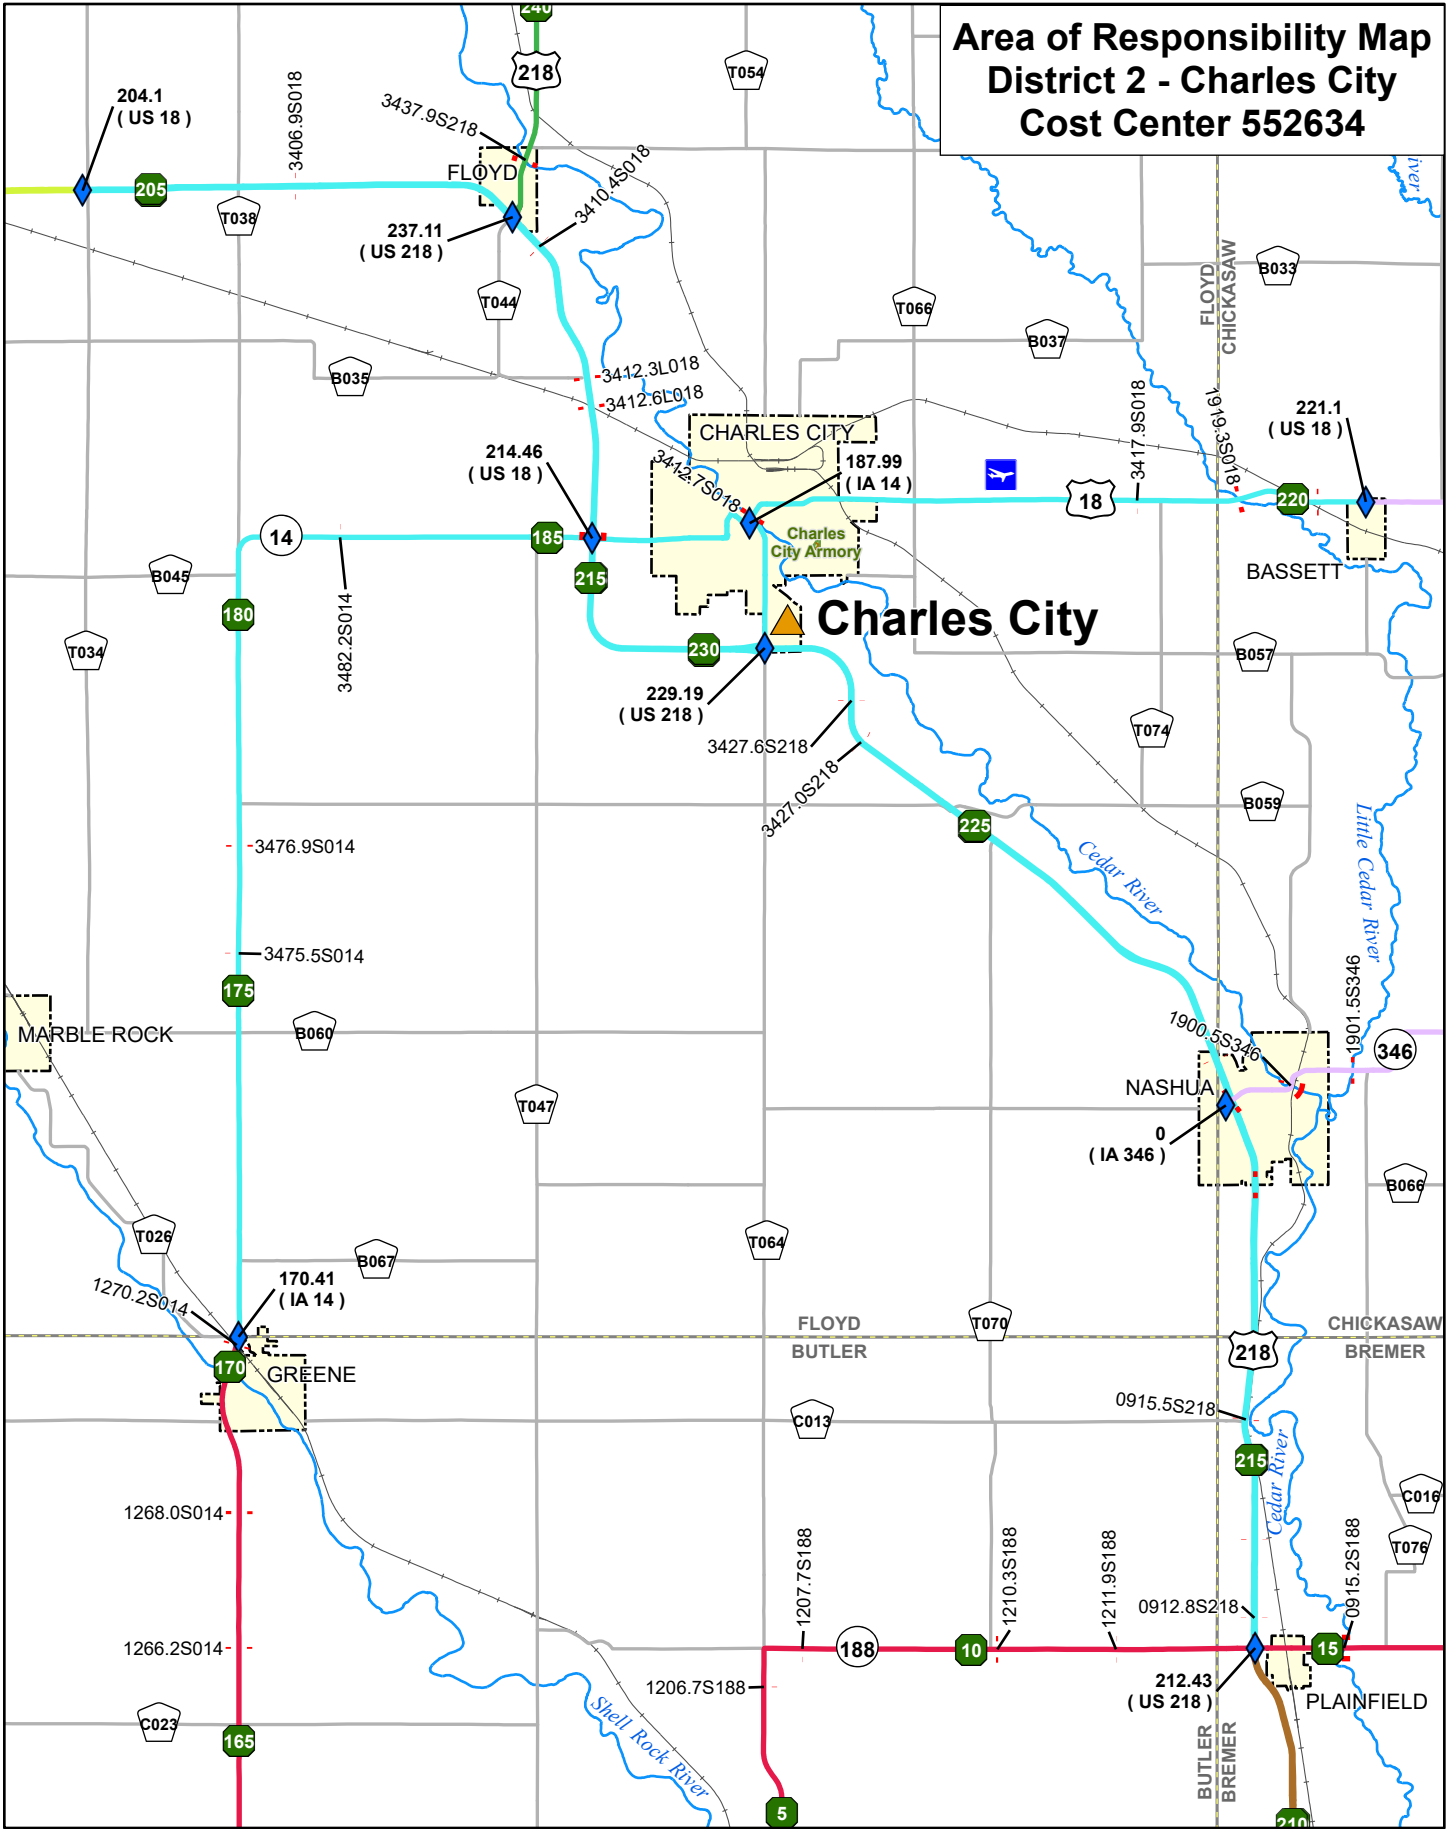 Area of Responsibility Map
District 2 - Charles City
Cost Center 552634
240
218
T054
204.1
( US 18 )
3406.9S018
3437.9S218
FLOYD
3410.4S018
205
T038
237.11
( US 218 )
T044
T066
B033
FLOYD
CHICKASAW
B037
B035
3412.3L018
3412.6L018
CHARLES CITY
3417.9S018
1919.3S018
221.1
( US 18 )
214.46
( US 18 )
3412.7S018
187.99
( IA 14 )
18
220
14
185
Charles
City Armory
B045
215
BASSETT
180
Charles City
T034
3482.2S014
230
B057
229.19
( US 218 )
T074
3427.6S218
3427.0S218
B059
225
3476.9S014
Cedar River
Little Cedar River
3475.5S014
175
1901.5S346
MARBLE ROCK
B060
1900.5S346
346
NASHUA
T047
0
( IA 346 )
B066
T026
T064
B067
170.41
( IA 14 )
1270.2S014
T070
FLOYD
BUTLER
CHICKASAW
BREMER
218
170
GREENE
0915.5S218
C013
215
Cedar River
C016
1268.0S014
T076
1207.7S188
1210.3S188
1211.9S188
0915.2S188
0912.8S218
1266.2S014
188
10
15
1206.7S188
212.43
( US 218 )
PLAINFIELD
C023
165
Shell Rock River
BUTLER
BREMER
5
210